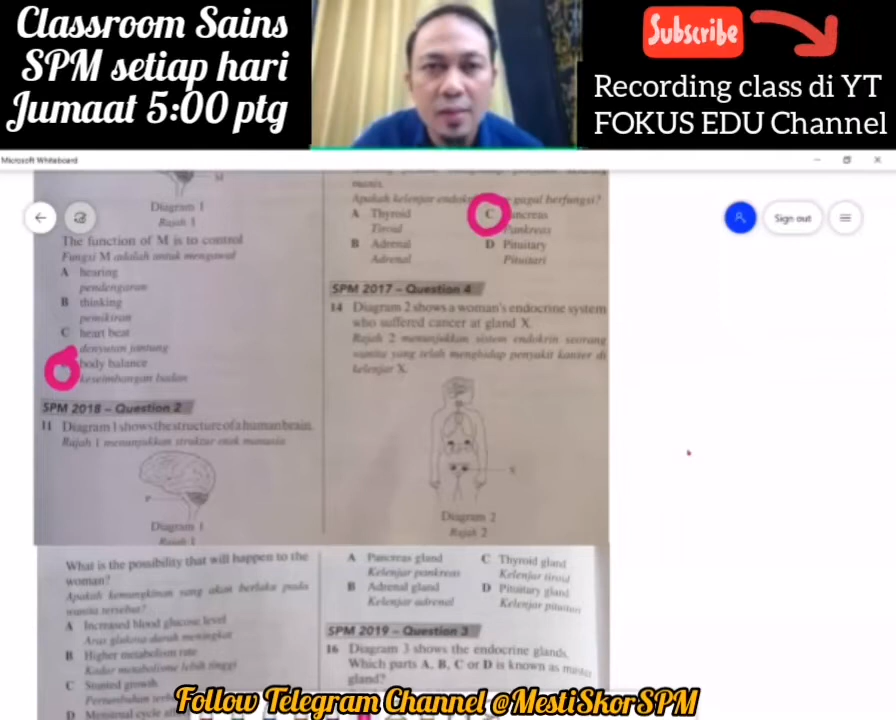 Classroom Sains
SPM setiap hari
Jumaat 5:00 ptg
Subscribe
Recording class di YT
FOKUS EDU Channel
Microsoft Whiteboard
Sign out
M
Diagram 1
Rajah 1
The function of M is to control
Fungsi M adalah untuk mengawal
A hearing
pendengaran
B thinking
pemikiran
C heart beat
denyutan jantung
body balance
keseimbangan badan
SPM 2018 – Question 2
11 Diagram 1 shows the structure of a human brain.
Rajah 1 menunjukkan struktur otak manusia
P
Diagram 1
Rajah 1
manis.
Apakah kelenjar gagal berfungsi?
A Thyroid
Tiroid
B Adrenal
Adrenal
C
Pankreas
D Pituitary
Pituitari
SPM 2017 – Question 4
14 Diagram 2 shows a woman's endocrine system
who suffered cancer at gland X.
Rajah 2 menunjukkan sistem endokrin seorang
wanita yang telah menghidap penyakit kanser di
kelenjar X.
X
Diagram 2
Rajah 2
What is the possibility that will happen to the
woman?
Apakah kemungkinan yang akan berlaku pada
wanita tersebut?
A Increased blood glucose level
Aras glukosa darah meningkat
B Higher metabolism rate
Kadar metabolisme lebih tinggi
C Stunted growth
D Menstrual cycle
A Pancreas gland
Kelenjar pankreas
B Adrenal gland
Kelenjar adrenal
C Thyroid gland
Kelenjar tiroid
D Pituitary gland
Kelenjar pituitari
SPM 2019 – Question 3
16 Diagram 3 shows the endocrine glands.
Which parts A, B, C or D is known as master
gland?
Follow Telegram Channel @MestiSkorSPM